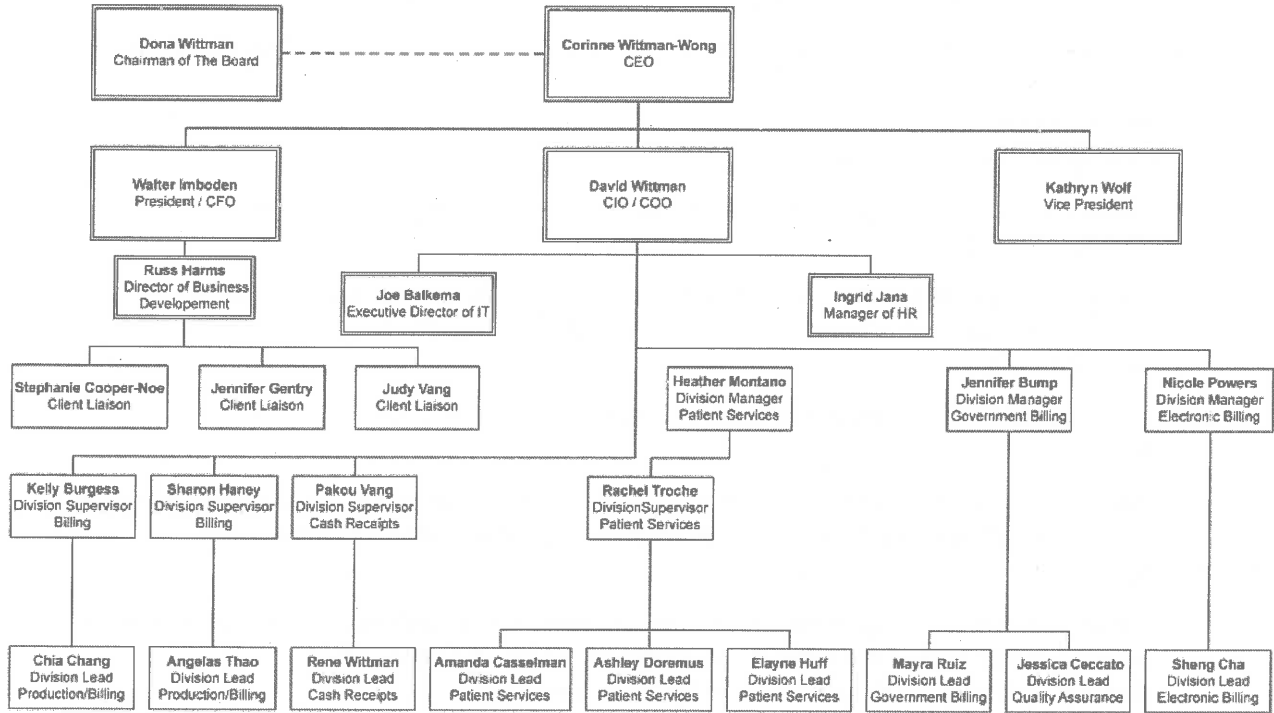 Dona Wittman
Chairman of The Board
Corinne Wittman-Wong
CEO
Walter Imboden
President / CFO
David Wittman
CIO / COO
Kathryn Wolf
Vice President
Russ Harms
Director of Business
Developement
Joe Balkema
Executive Director of IT
Ingrid Jana
Manager of HR
Stephanie Cooper-Noe
Client Liaison
Jennifer Gentry
Client Liaison
Judy Vang
Client Liaison
Heather Montano
Division Manager
Patient Services
Jennifer Bump
Division Manager
Government Billing
Nicole Powers
Division Manager
Electronic Billing
Kelly Burgess
Division Supervisor
Billing
Sharon Haney
Division Supervisor
Billing
Pakou Vang
Division Supervisor
Cash Receipts
Rachel Troche
DivisionSupervisor
Patient Services
Chia Chang
Division Lead
Production/Billing
Angelas Thao
Division Lead
Production/Billing
Rene Wittman
Division Lead
Cash Receipts
Amanda Casselman
Division Lead
Patient Services
Ashley Doremus
Division Lead
Patient Services
Elayne Huff
Division Lead
Patient Services
Mayra Ruiz
Division Lead
Government Billing
Jessica Ceccato
Division Lead
Quality Assurance
Sheng Cha
Division Lead
Electronic Billing